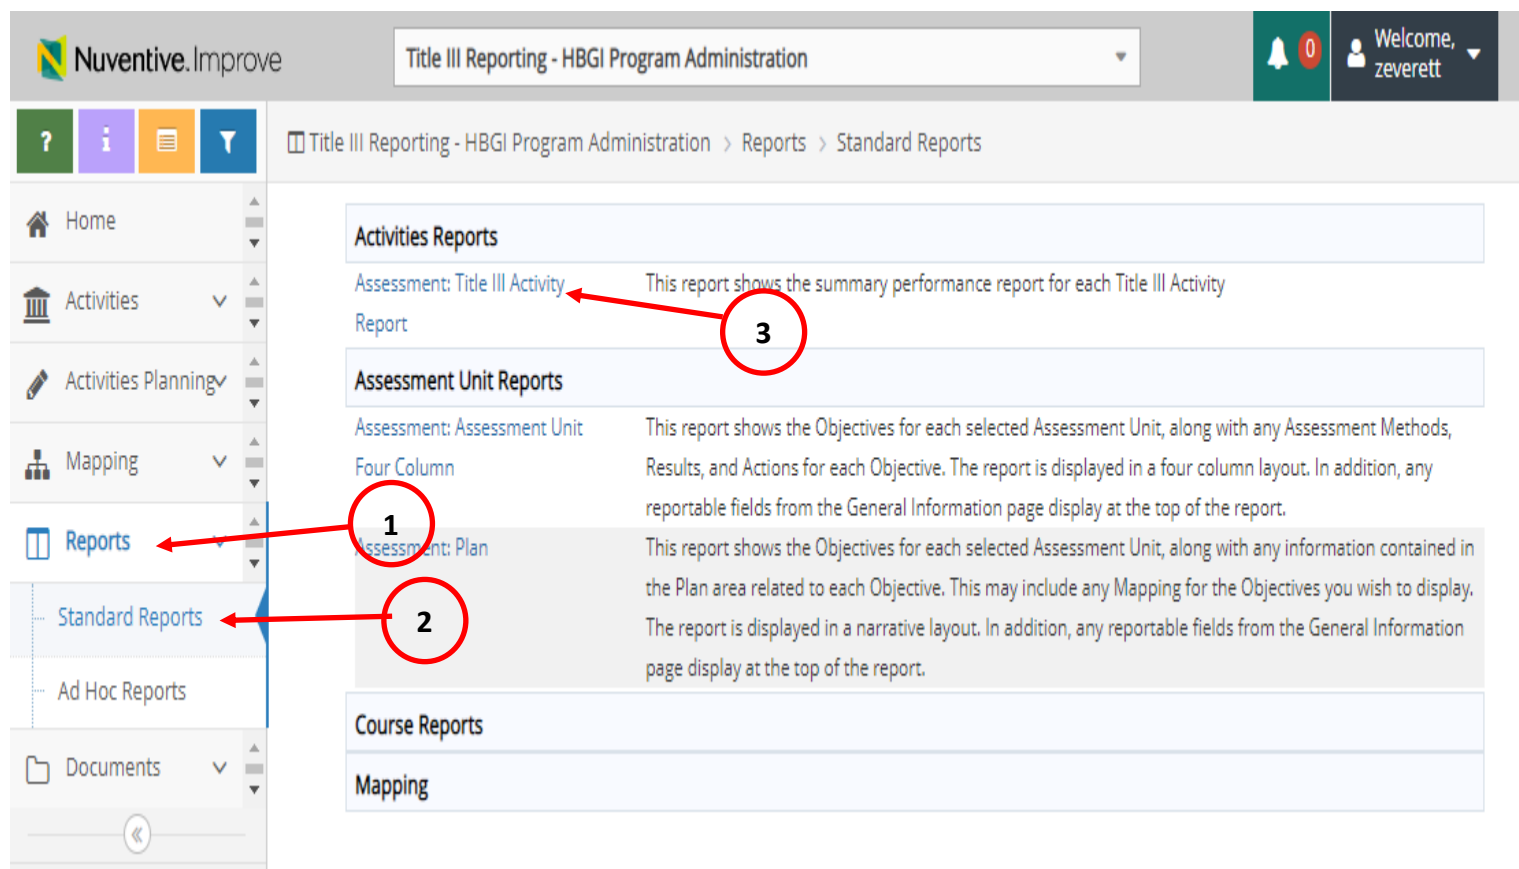 Nuventive.Improve
Title III Reporting - HBGI Program Administration
0
Welcome,
zeverett
?
i
Title III Reporting - HBGI Program Administration > Reports > Standard Reports
Home
Activities
Activities Planning
Mapping
Reports
Standard Reports
Ad Hoc Reports
Documents
Activities Reports
Assessment: Title III Activity
Report
This report shows the summary performance report for each Title III Activity
3
Assessment Unit Reports
Assessment: Assessment Unit
Four Column
This report shows the Objectives for each selected Assessment Unit, along with any Assessment Methods,
Results, and Actions for each Objective. The report is displayed in a four column layout. In addition, any
reportable fields from the General Information page display at the top of the report.
1
Assessment: Plan
This report shows the Objectives for each selected Assessment Unit, along with any information contained in
the Plan area related to each Objective. This may include any Mapping for the Objectives you wish to display.
The report is displayed in a narrative layout. In addition, any reportable fields from the General Information
page display at the top of the report.
2
Course Reports
Mapping